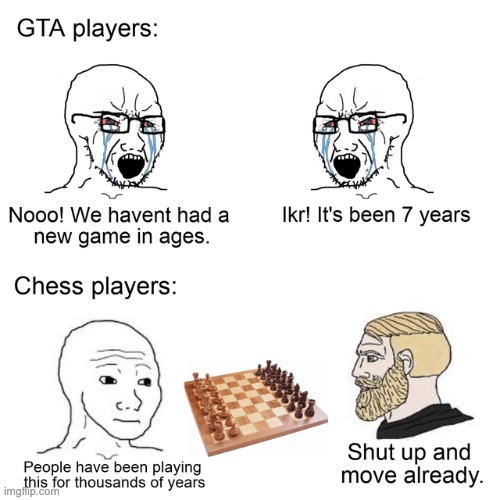 GTA players:
Nooo! We havent had a
new game in ages.
Ikr! It's been 7 years
Chess players:
People have been playing
this for thousands of years
Shut up and
move already.
imgflip.com